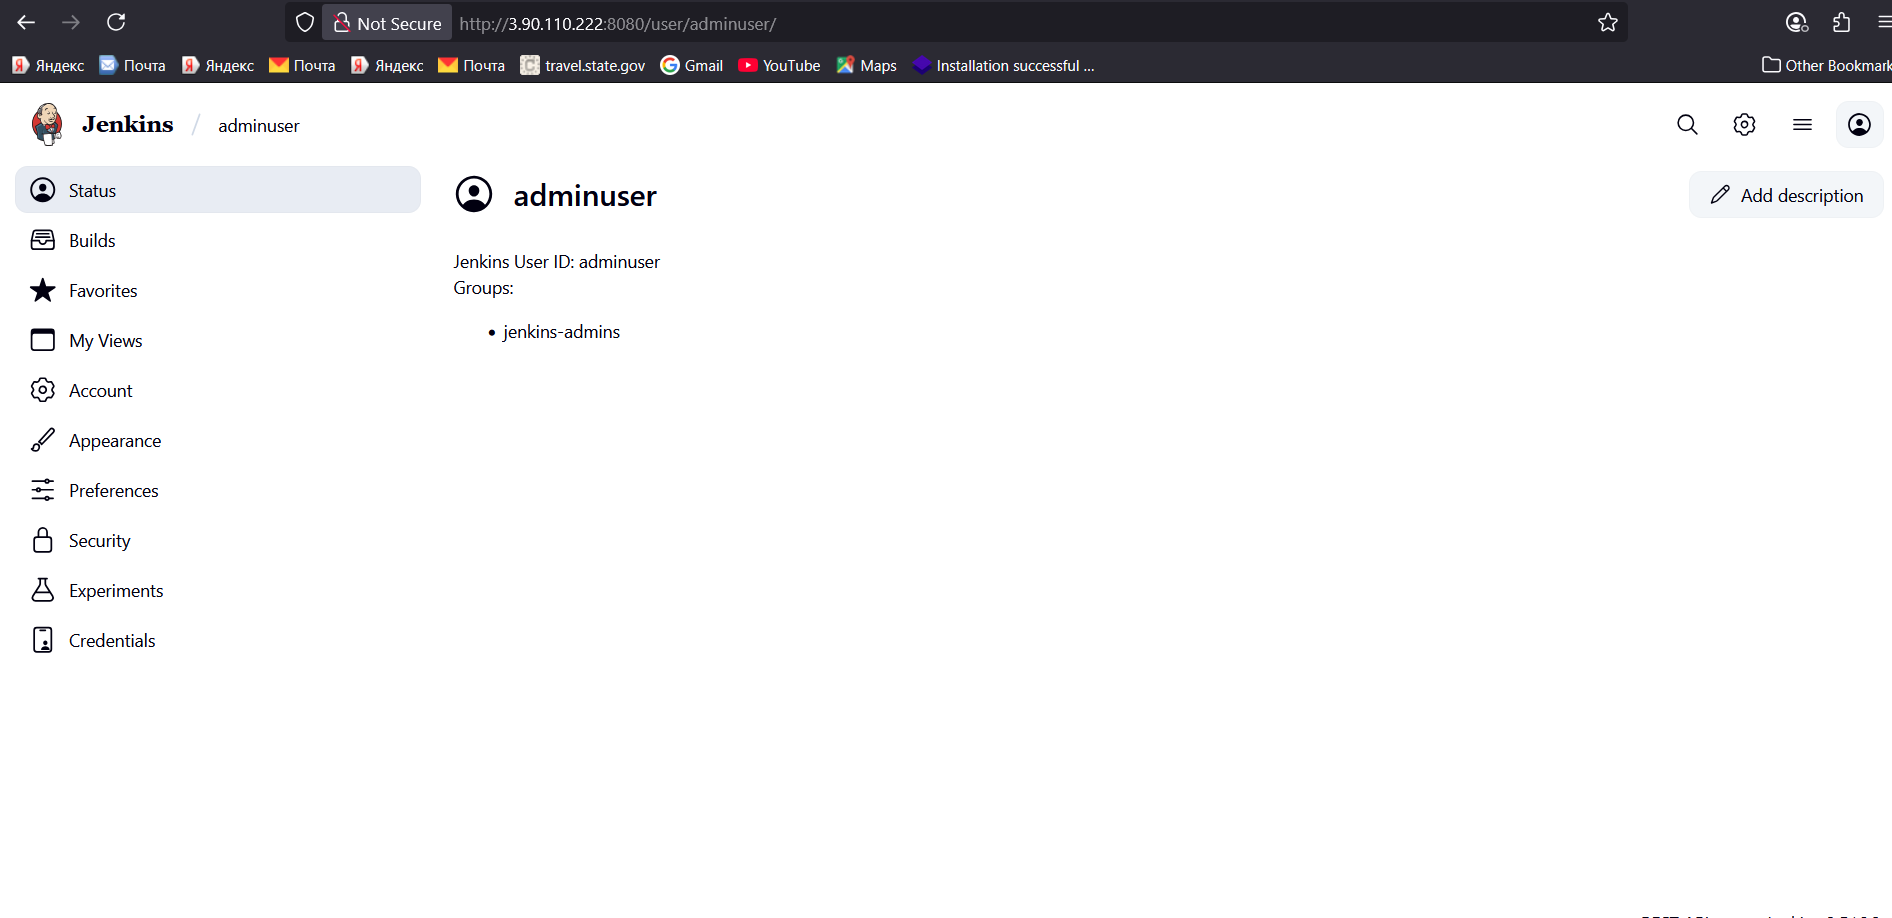 Not Secure http://3.90.110.222:8080/user/adminuser/
Яндекс Почта Яндекс Почта Яндекс Почта travel.state.gov Gmail YouTube Maps Installation successful ... Other Bookmark
Jenkins / adminuser
Status
Builds
Favorites
My Views
Account
Appearance
Preferences
Security
Experiments
Credentials
adminuser
Add description
Jenkins User ID: adminuser
Groups:
• jenkins-admins